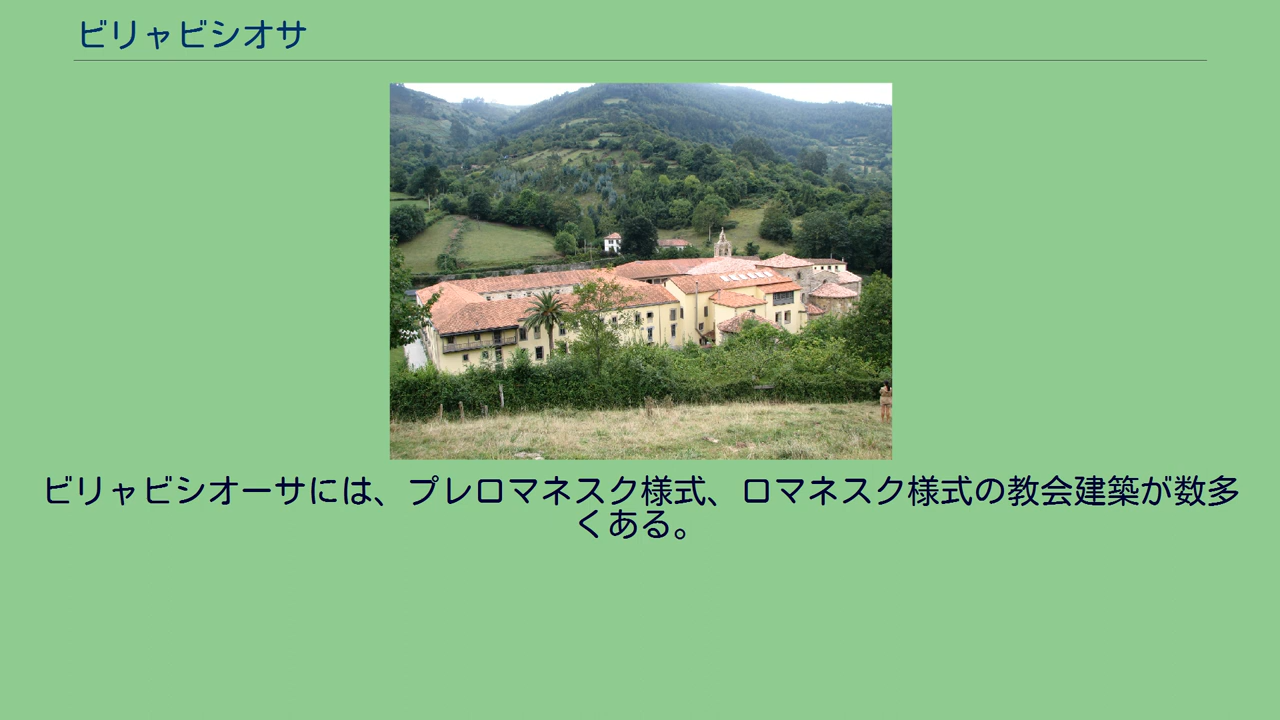 ビリャビシオサ
ビリャビシオーサには、プレロマネスク様式、ロマネスク様式の教会建築が数多
くある。